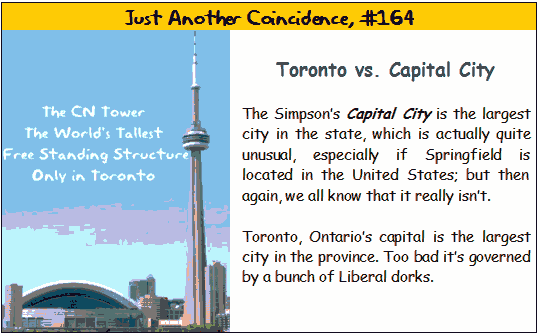 Just Another Coincidence, #164
The CN Tower
The World's Tallest
Free Standing Structure
Only in Toronto
Toronto vs. Capital City
The Simpson's Capital City is the largest
city in the state, which is actually quite
unusual, especially if Springfield is
located in the United States; but then
again, we all know that it really isn't.
Toronto, Ontario's capital is the largest
city in the province. Too bad it's governed
by a bunch of Liberal dorks.